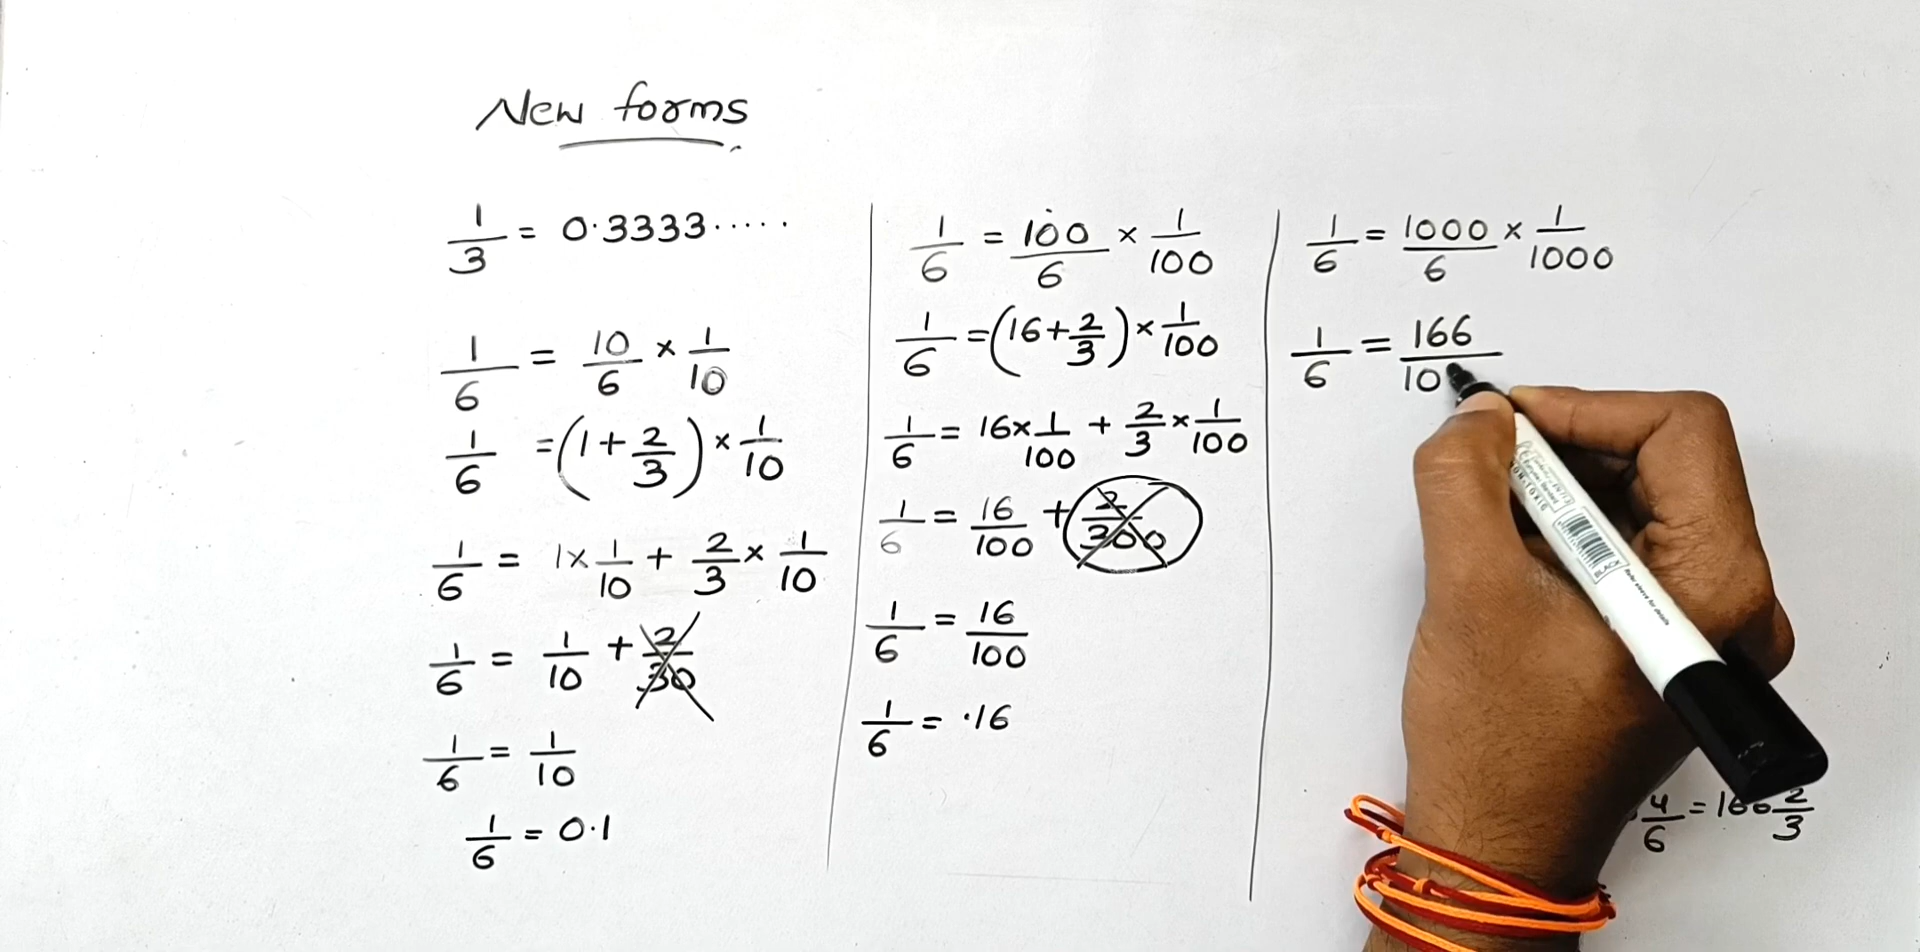 New forms
1/3 = 0.3333.....
1/6 = 10/6 × 1/10
1/6 = (1 + 2/3) × 1/10
1/6 = 1 × 1/10 + 2/3 × 1/10
1/6 = 1/10 + 2/30
1/6 = 1/10
1/6 = 0.1
1/6 = 100/6 × 1/100
1/6 = (16 + 2/3) × 1/100
1/6 = 16 × 1/100 + 2/3 × 1/100
1/6 = 16/100 + 2/300
1/6 = 16/100
1/6 = .16
1/6 = 1000/6 × 1/1000
1/6 = 166/10
4/6 = 166 2/3
NON-TOXIC
BLACK